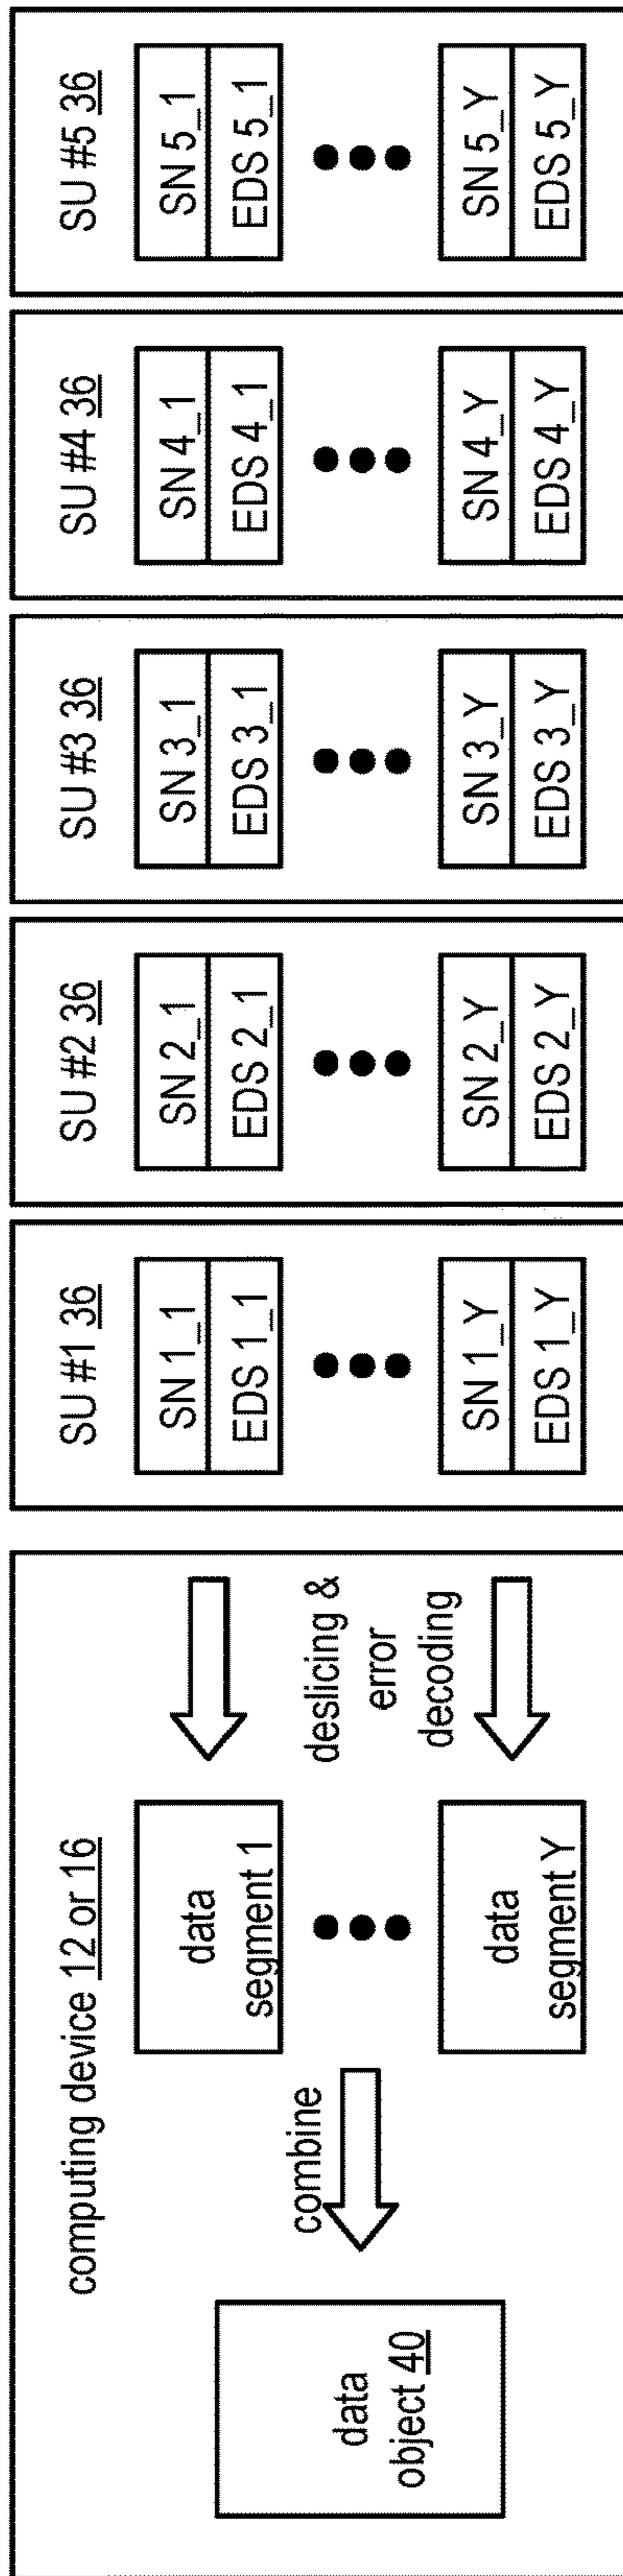 computing device 12 or 16
data
object 40
combine
data
segment 1
data
segment Y
deslicing &
error
decoding
SU #1 36
SN 1_1
EDS 1_1
SN 1_Y
EDS 1_Y
SU #2 36
SN 2_1
EDS 2_1
SN 2_Y
EDS 2_Y
SU #3 36
SN 3_1
EDS 3_1
SN 3_Y
EDS 3_Y
SU #4 36
SN 4_1
EDS 4_1
SN 4_Y
EDS 4_Y
SU #5 36
SN 5_1
EDS 5_1
SN 5_Y
EDS 5_Y